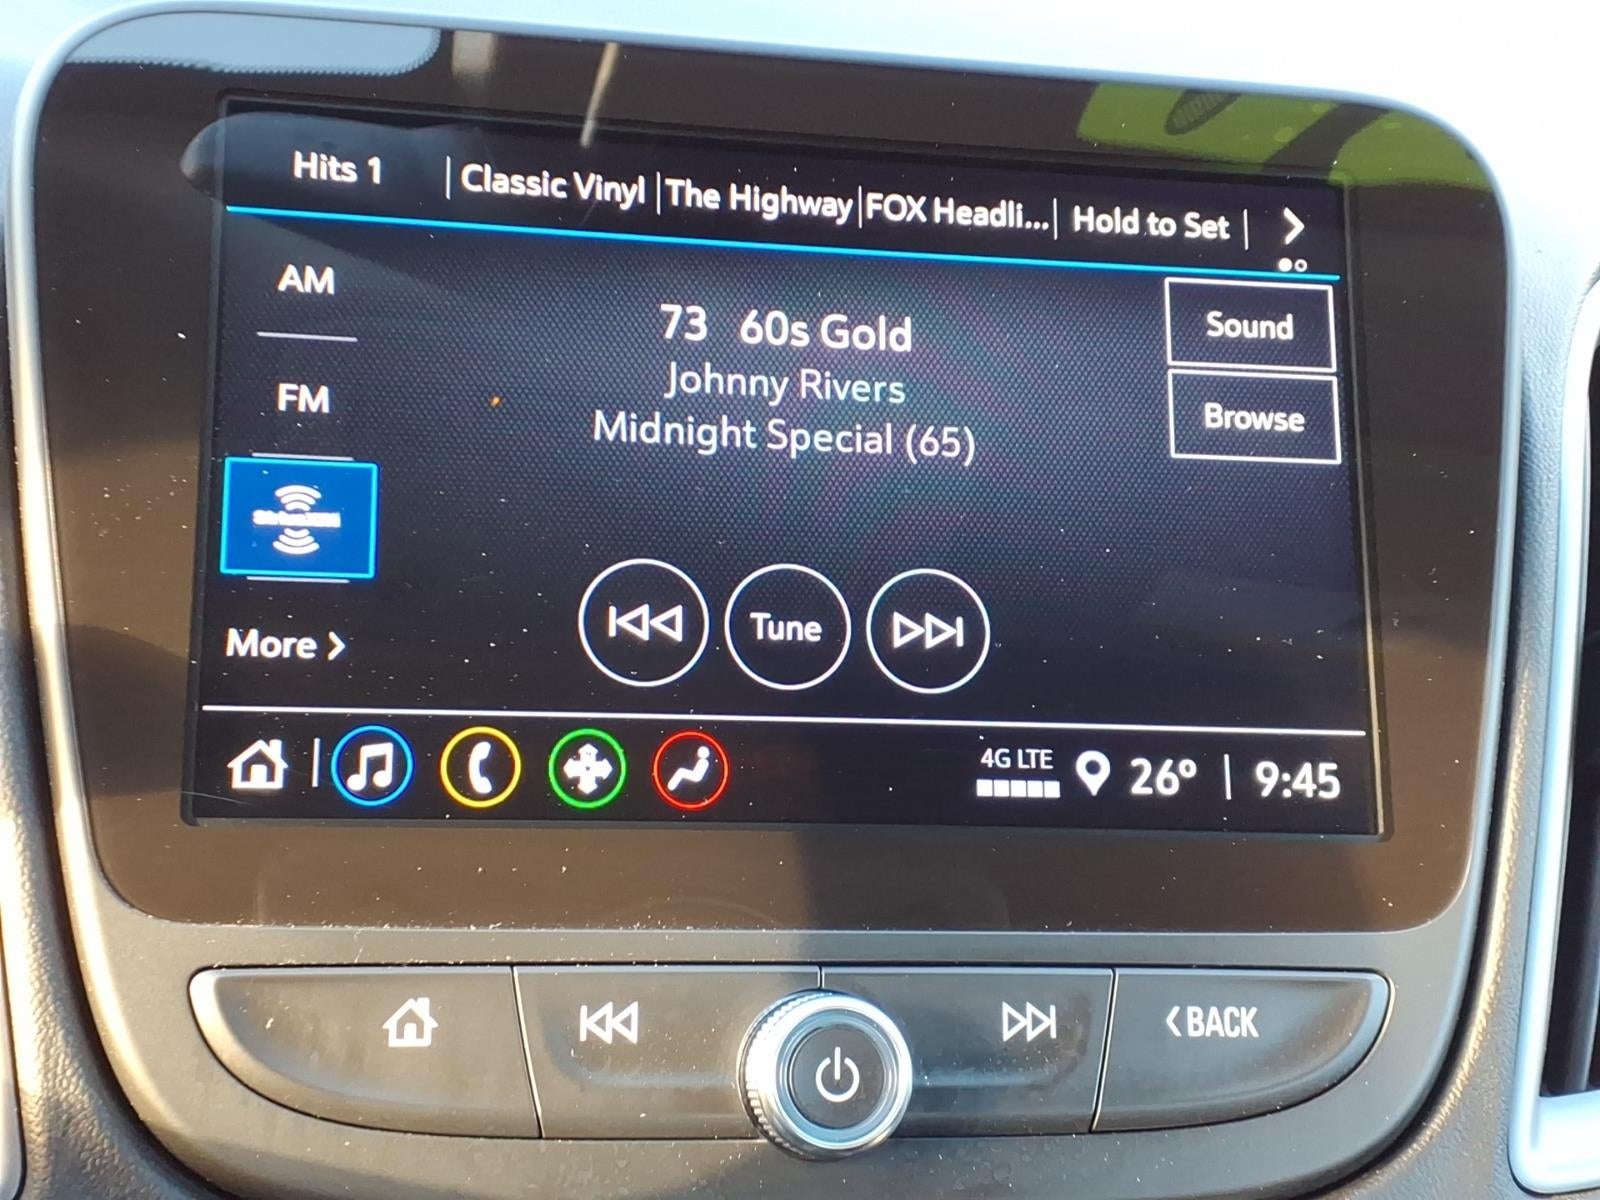 Hits 1 | Classic Vinyl | The Highway | FOX Headli... | Hold to Set |
AM
73 60s Gold
Sound
Johnny Rivers
FM
Midnight Special (65)
Browse
More >
Tune
4G LTE
26° | 9:45
< BACK